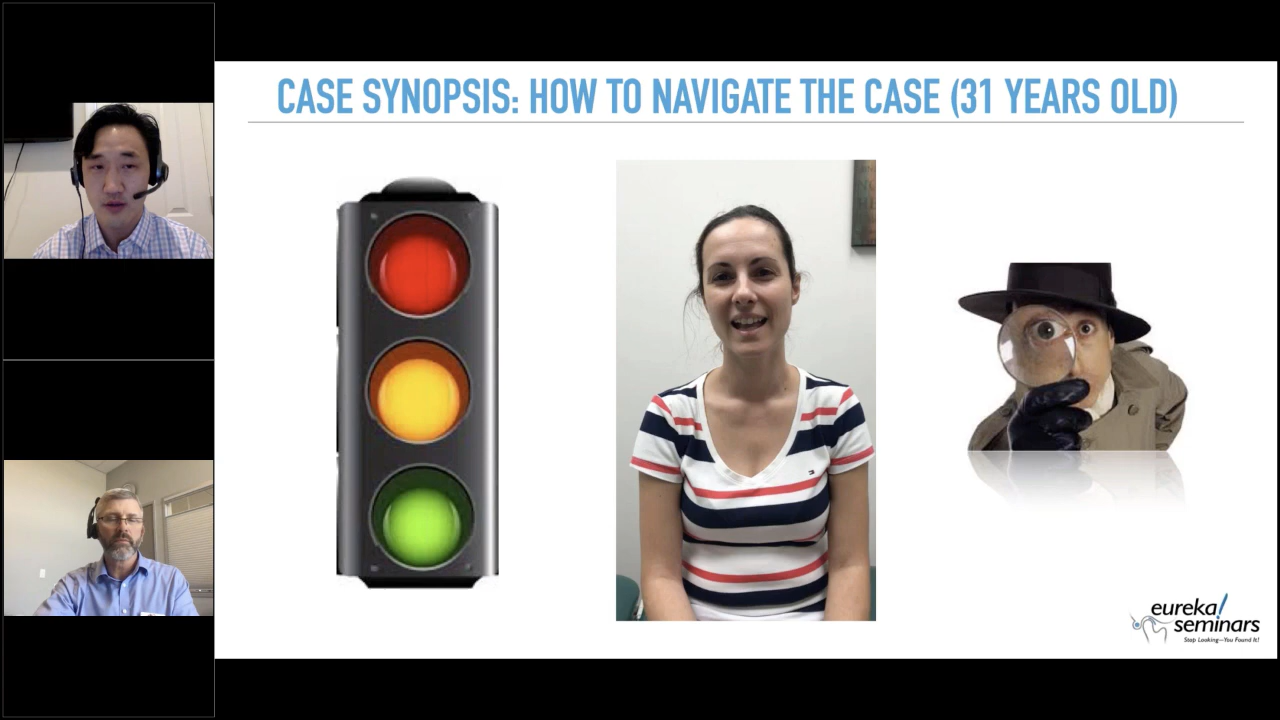 CASE SYNOPSIS: HOW TO NAVIGATE THE CASE (31 YEARS OLD)
eureka!
seminars
Stop Looking—You Found It!